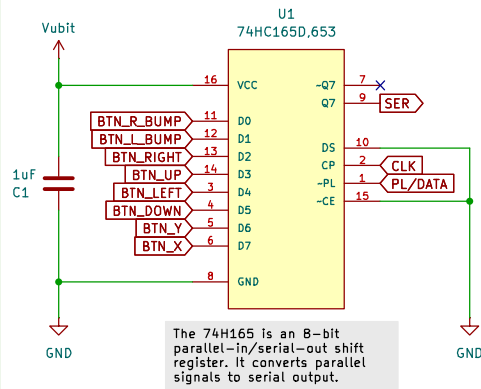 U1
74HC165D,653
Vubit
16 VCC
~Q7 7
Q7 9 SER
BTN_R_BUMP 11 D0
BTN_L_BUMP 12 D1
BTN_RIGHT 13 D2
BTN_UP 14 D3
BTN_LEFT 3 D4
BTN_DOWN 4 D5
BTN_Y 5 D6
BTN_X 6 D7
DS 10
CP 2 CLK
~PL 1 PL/DATA
~CE 15
1uF
C1
8 GND
GND
GND
The 74H165 is an 8-bit
parallel-in/serial-out shift
register. It converts parallel
signals to serial output.